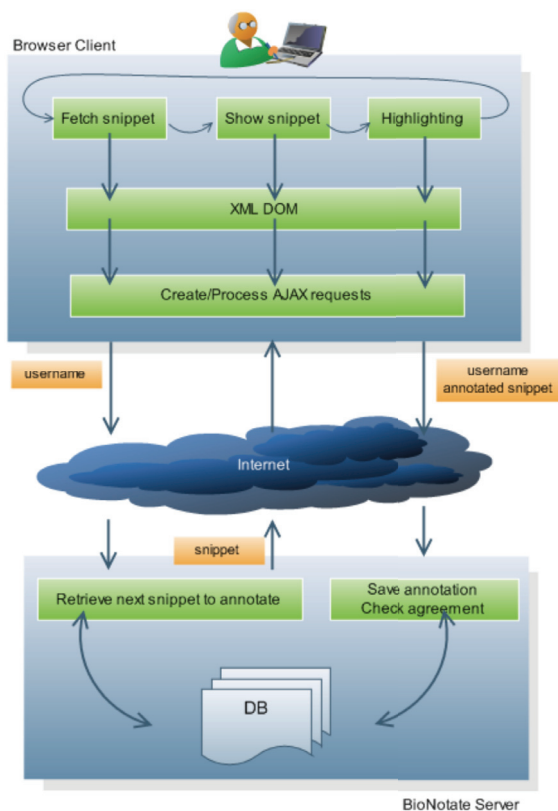 Browser Client
Fetch snippet
Show snippet
Highlighting
XML DOM
Create/Process AJAX requests
username
username
annotated snippet
Internet
snippet
Retrieve next snippet to annotate
Save annotation
Check agreement
DB
BioNotate Server